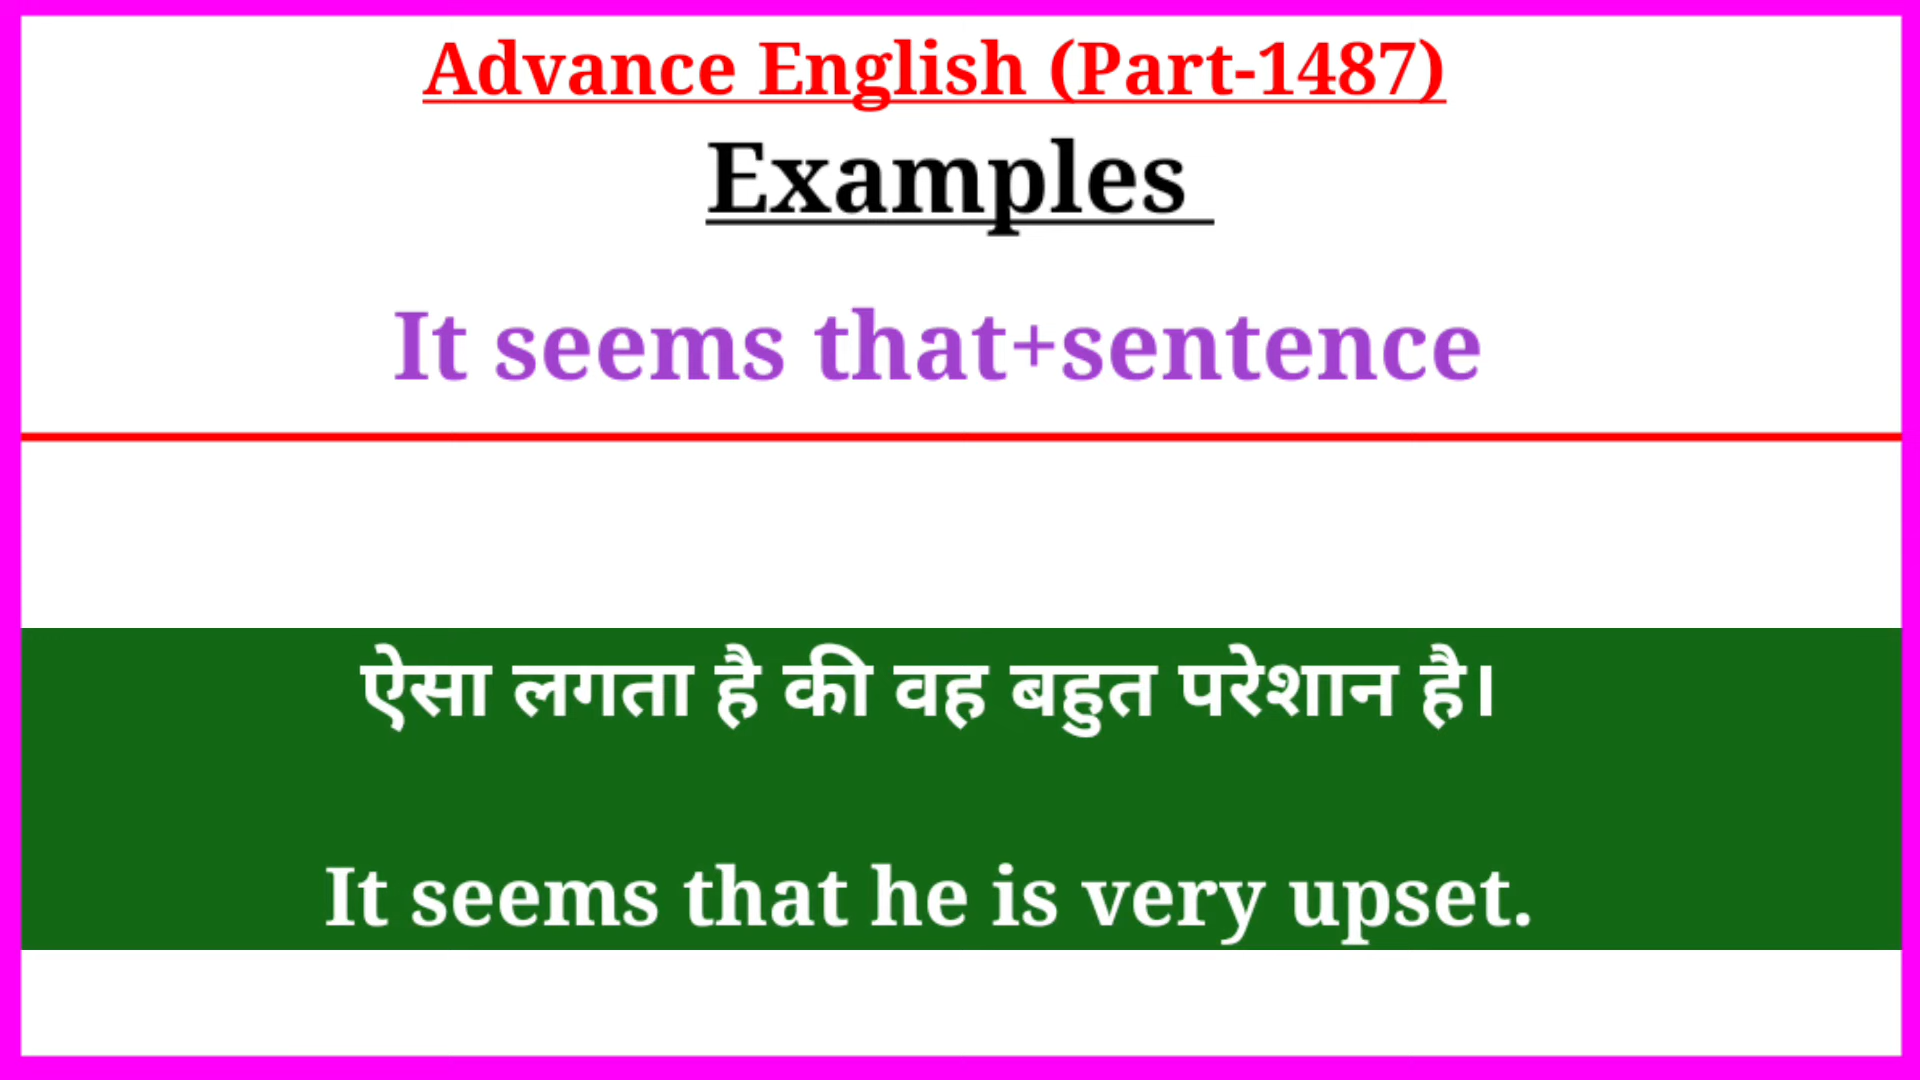 Advance English (Part-1487)
Examples
It seems that+sentence
ऐसा लगता है की वह बहुत परेशान है।
It seems that he is very upset.